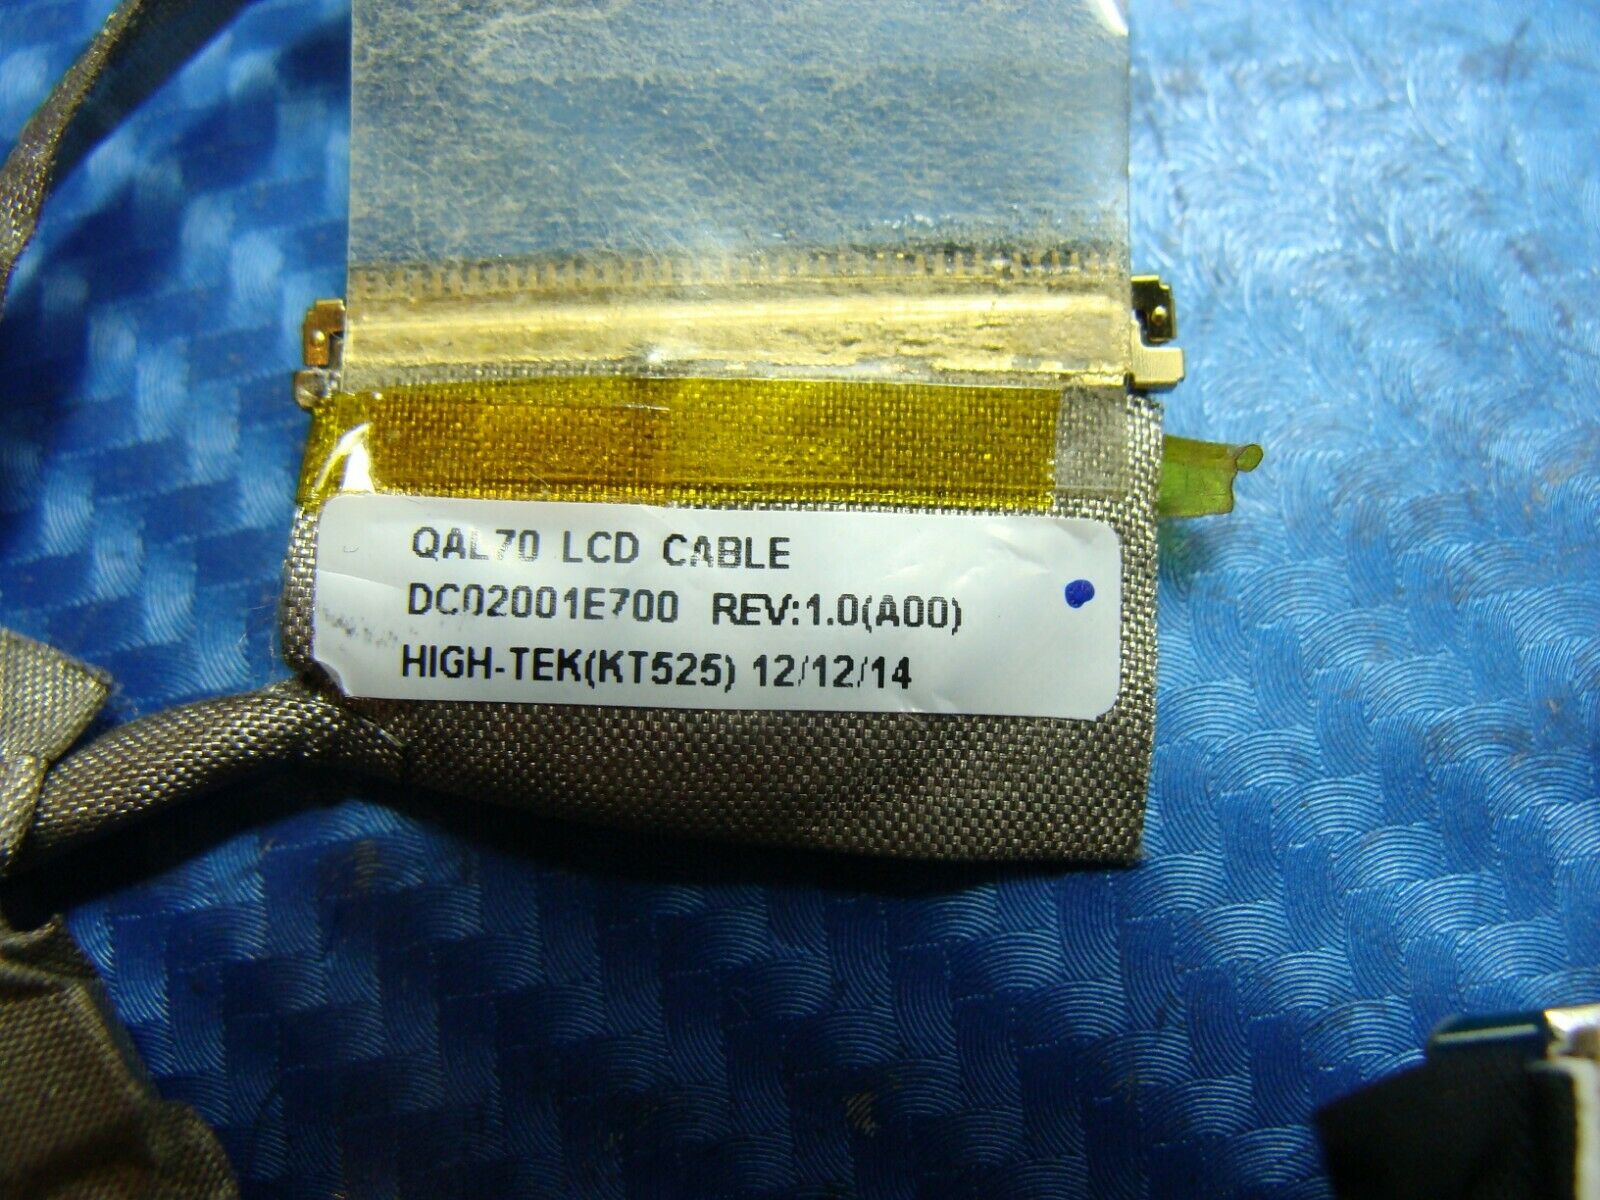 QAL70 LCD CABLE
DC02001E700 REV:1.0(A00)
HIGH-TEK(KT525) 12/12/14